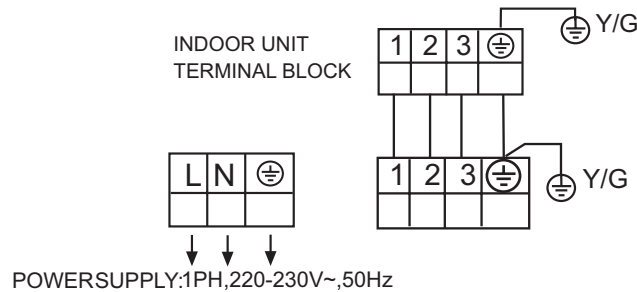 INDOOR UNIT
TERMINAL BLOCK
1 2 3
Y/G
L N
1 2 3
Y/G
POWERSUPPLY:1PH,220-230V~,50Hz